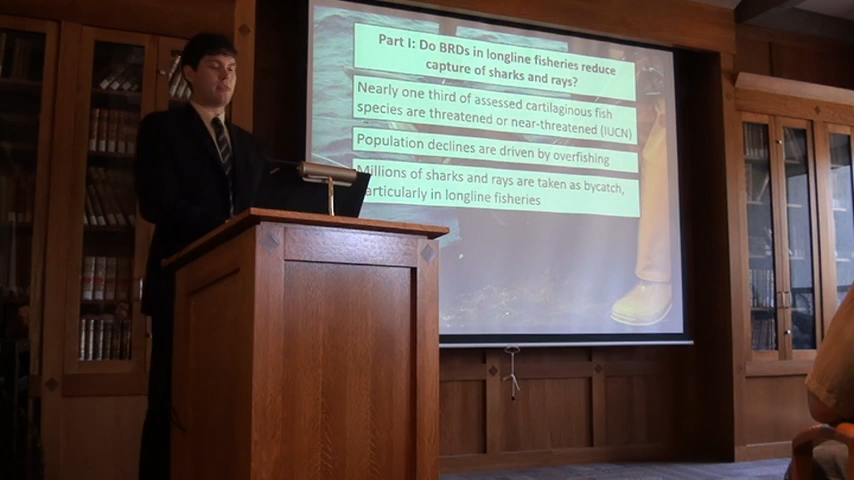 Part I: Do BRDs in longline fisheries reduce
capture of sharks and rays?
Nearly one third of assessed cartilaginous fish
species are threatened or near-threatened (IUCN)
Population declines are driven by overfishing
Millions of sharks and rays are taken as bycatch,
particularly in longline fisheries